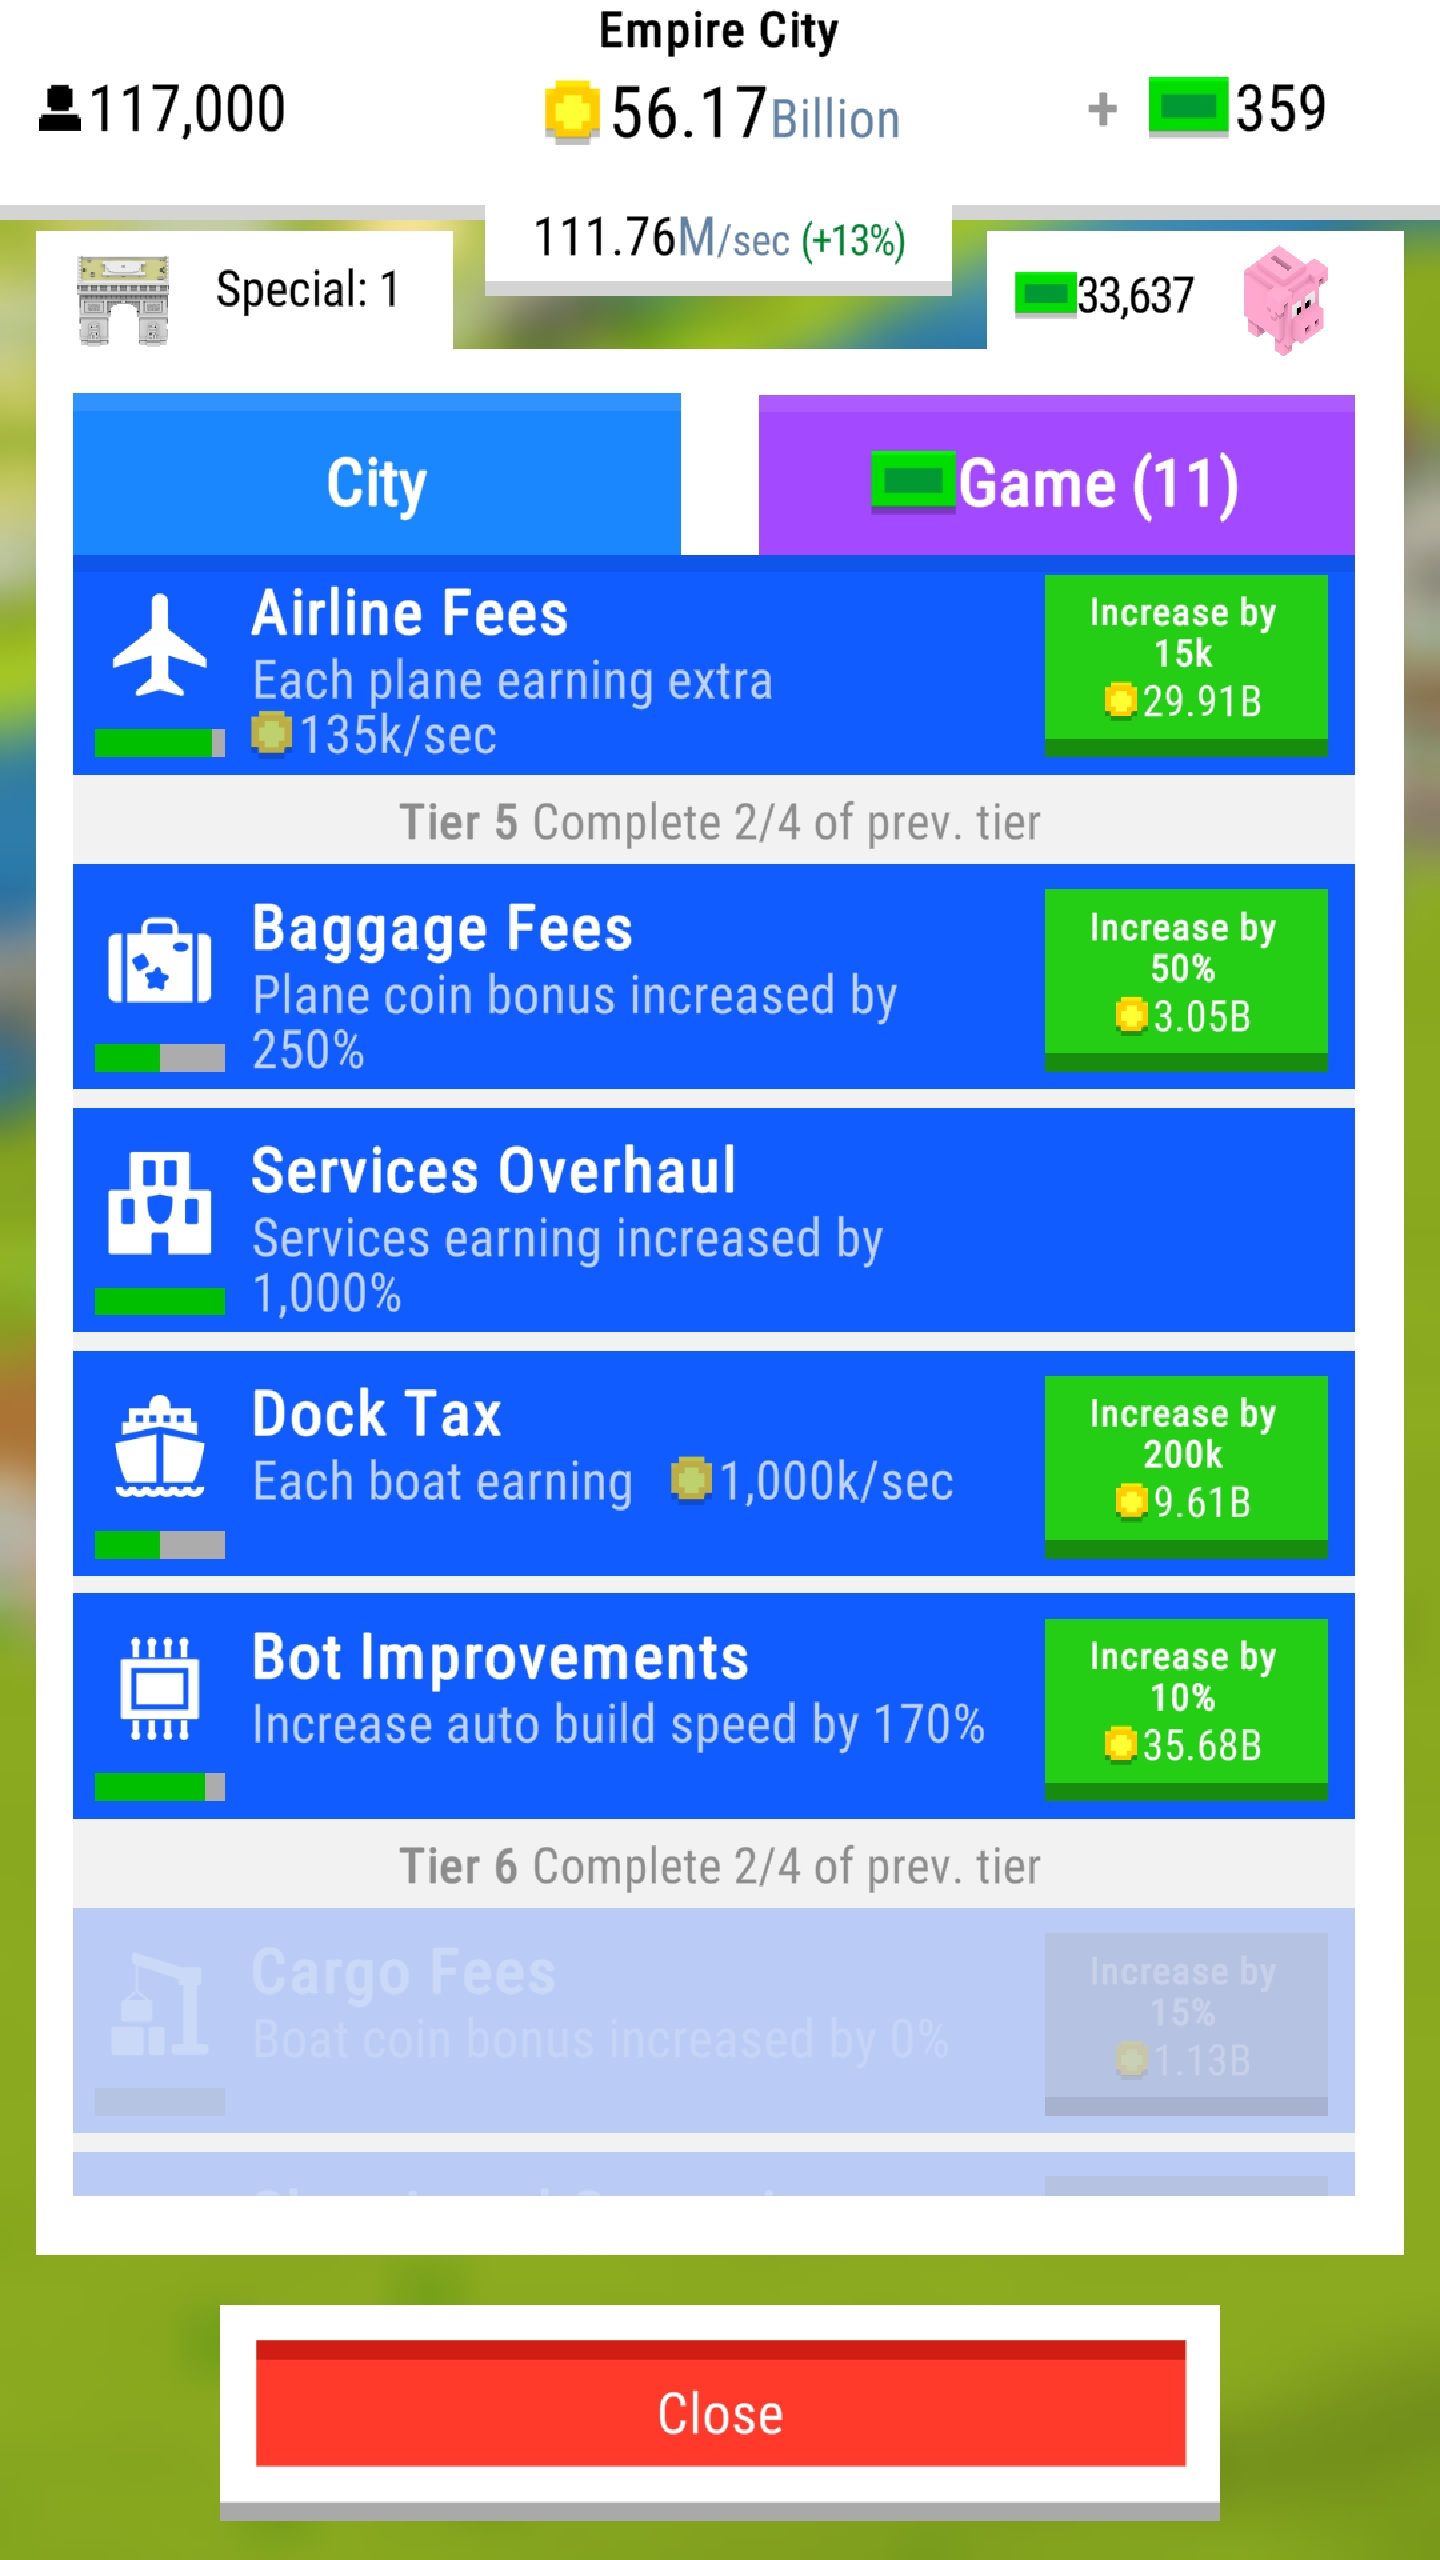 Empire City
117,000
56.17Billion
+ 359
111.76M/sec (+13%)
Special: 1
33,637
City
Game (11)
Airline Fees
Each plane earning extra
135k/sec
Increase by
15k
29.91B
Tier 5 Complete 2/4 of prev. tier
Baggage Fees
Plane coin bonus increased by
250%
Increase by
50%
3.05B
Services Overhaul
Services earning increased by
1,000%
Dock Tax
Each boat earning 1,000k/sec
Increase by
200k
9.61B
Bot Improvements
Increase auto build speed by 170%
Increase by
10%
35.68B
Tier 6 Complete 2/4 of prev. tier
Cargo Fees
Boat coin bonus increased by 0%
Increase by
15%
1.13B
Close